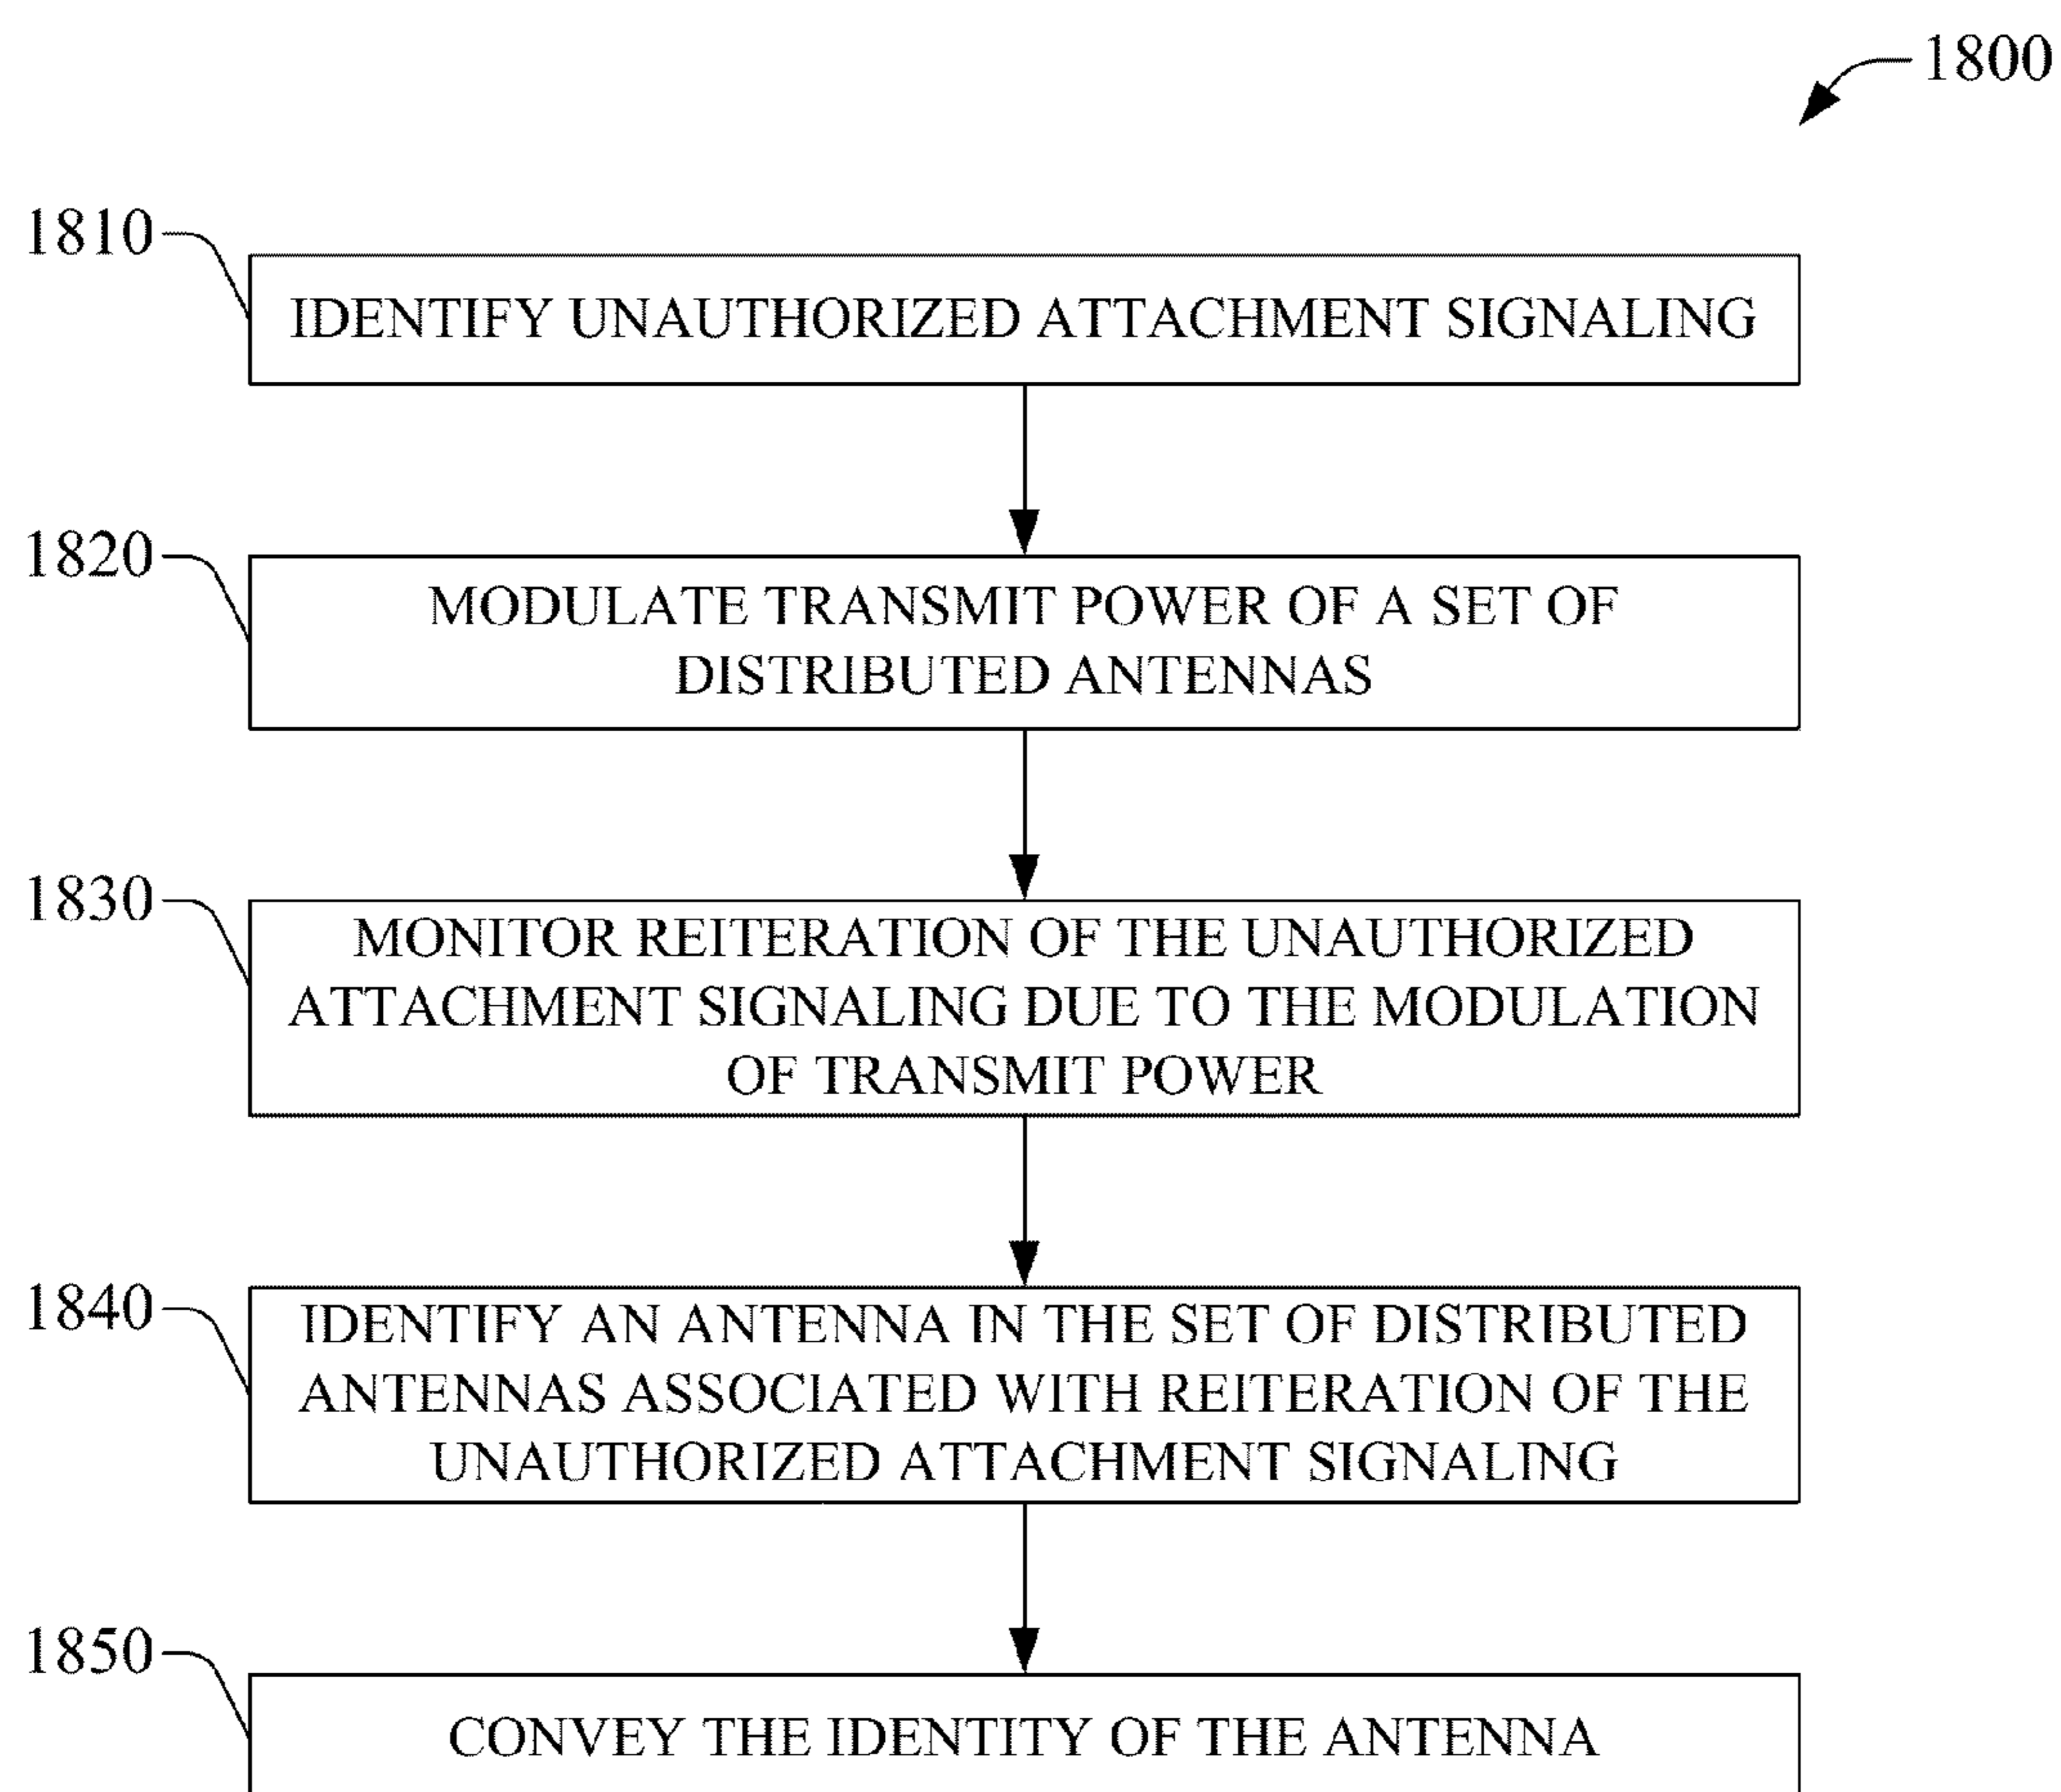 1800
1810
IDENTIFY UNAUTHORIZED ATTACHMENT SIGNALING
1820
MODULATE TRANSMIT POWER OF A SET OF
DISTRIBUTED ANTENNAS
1830
MONITOR REITERATION OF THE UNAUTHORIZED
ATTACHMENT SIGNALING DUE TO THE MODULATION
OF TRANSMIT POWER
1840
IDENTIFY AN ANTENNA IN THE SET OF DISTRIBUTED
ANTENNAS ASSOCIATED WITH REITERATION OF THE
UNAUTHORIZED ATTACHMENT SIGNALING
1850
CONVEY THE IDENTITY OF THE ANTENNA